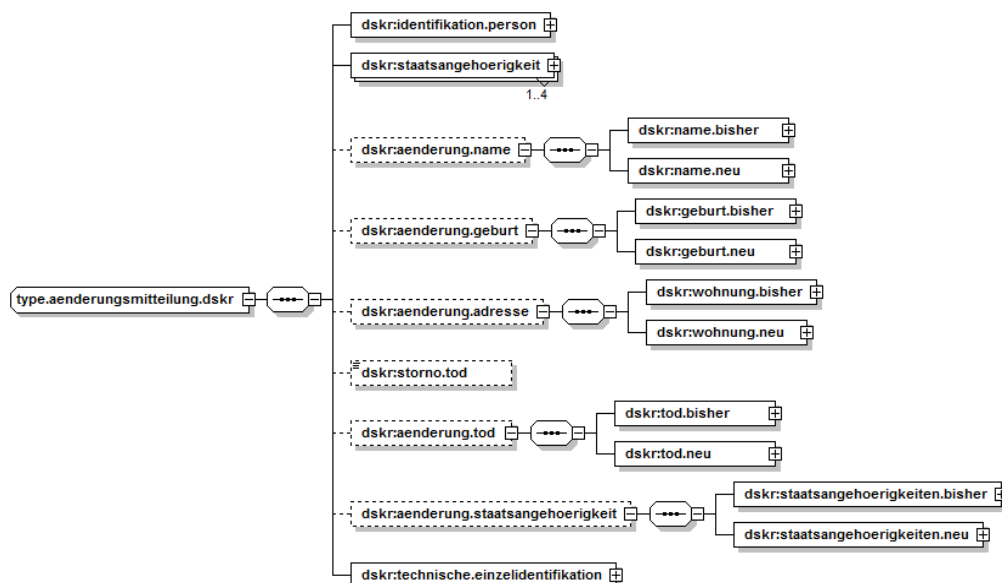 dskr:identifikation.person
dskr:staatsangehoerigkeit
1..4
dskr:aenderung.name
dskr:name.bisher
dskr:name.neu
dskr:aenderung.geburt
dskr:geburt.bisher
dskr:geburt.neu
type.aenderungsmitteilung.dskr
dskr:aenderung.adresse
dskr:wohnung.bisher
dskr:wohnung.neu
dskr:storno.tod
dskr:aenderung.tod
dskr:tod.bisher
dskr:tod.neu
dskr:aenderung.staatsangehoerigkeit
dskr:staatsangehoerigkeiten.bisher
dskr:staatsangehoerigkeiten.neu
dskr:technische.einzelidentifikation